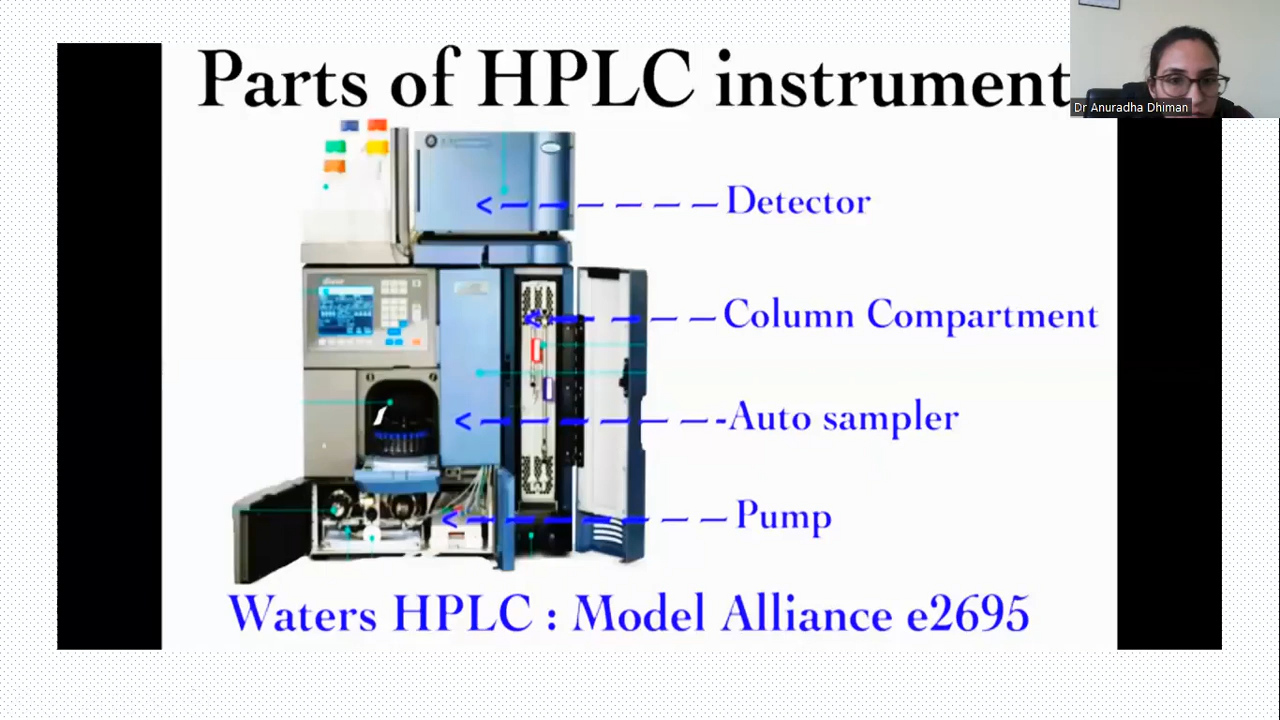 Parts of HPLC instrument
Dr Anuradha Dhiman
Detector
Column Compartment
Auto sampler
Pump
Waters HPLC : Model Alliance e2695